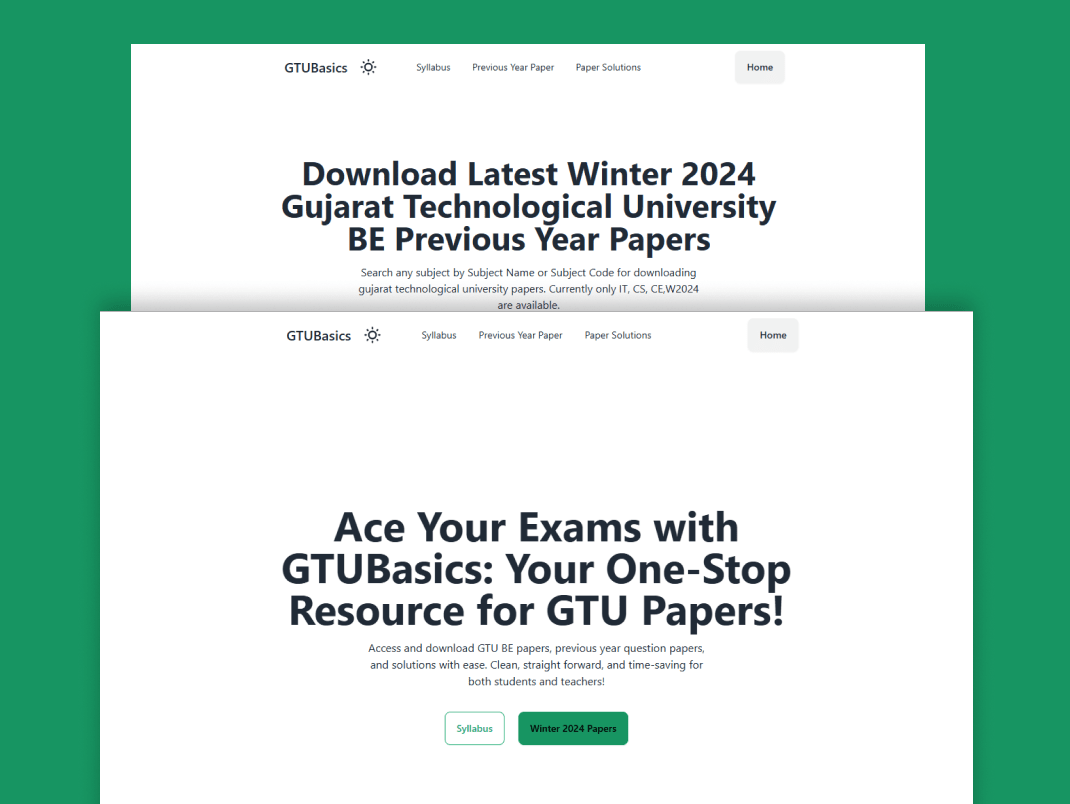 GTUBasics Syllabus Previous Year Paper Paper Solutions Home
Download Latest Winter 2024
Gujarat Technological University
BE Previous Year Papers
Search any subject by Subject Name or Subject Code for downloading
gujarat technological university papers. Currently only IT, CS, CE,W2024
are available.
GTUBasics Syllabus Previous Year Paper Paper Solutions Home
Ace Your Exams with
GTUBasics: Your One-Stop
Resource for GTU Papers!
Access and download GTU BE papers, previous year question papers,
and solutions with ease. Clean, straight forward, and time-saving for
both students and teachers!
Syllabus Winter 2024 Papers